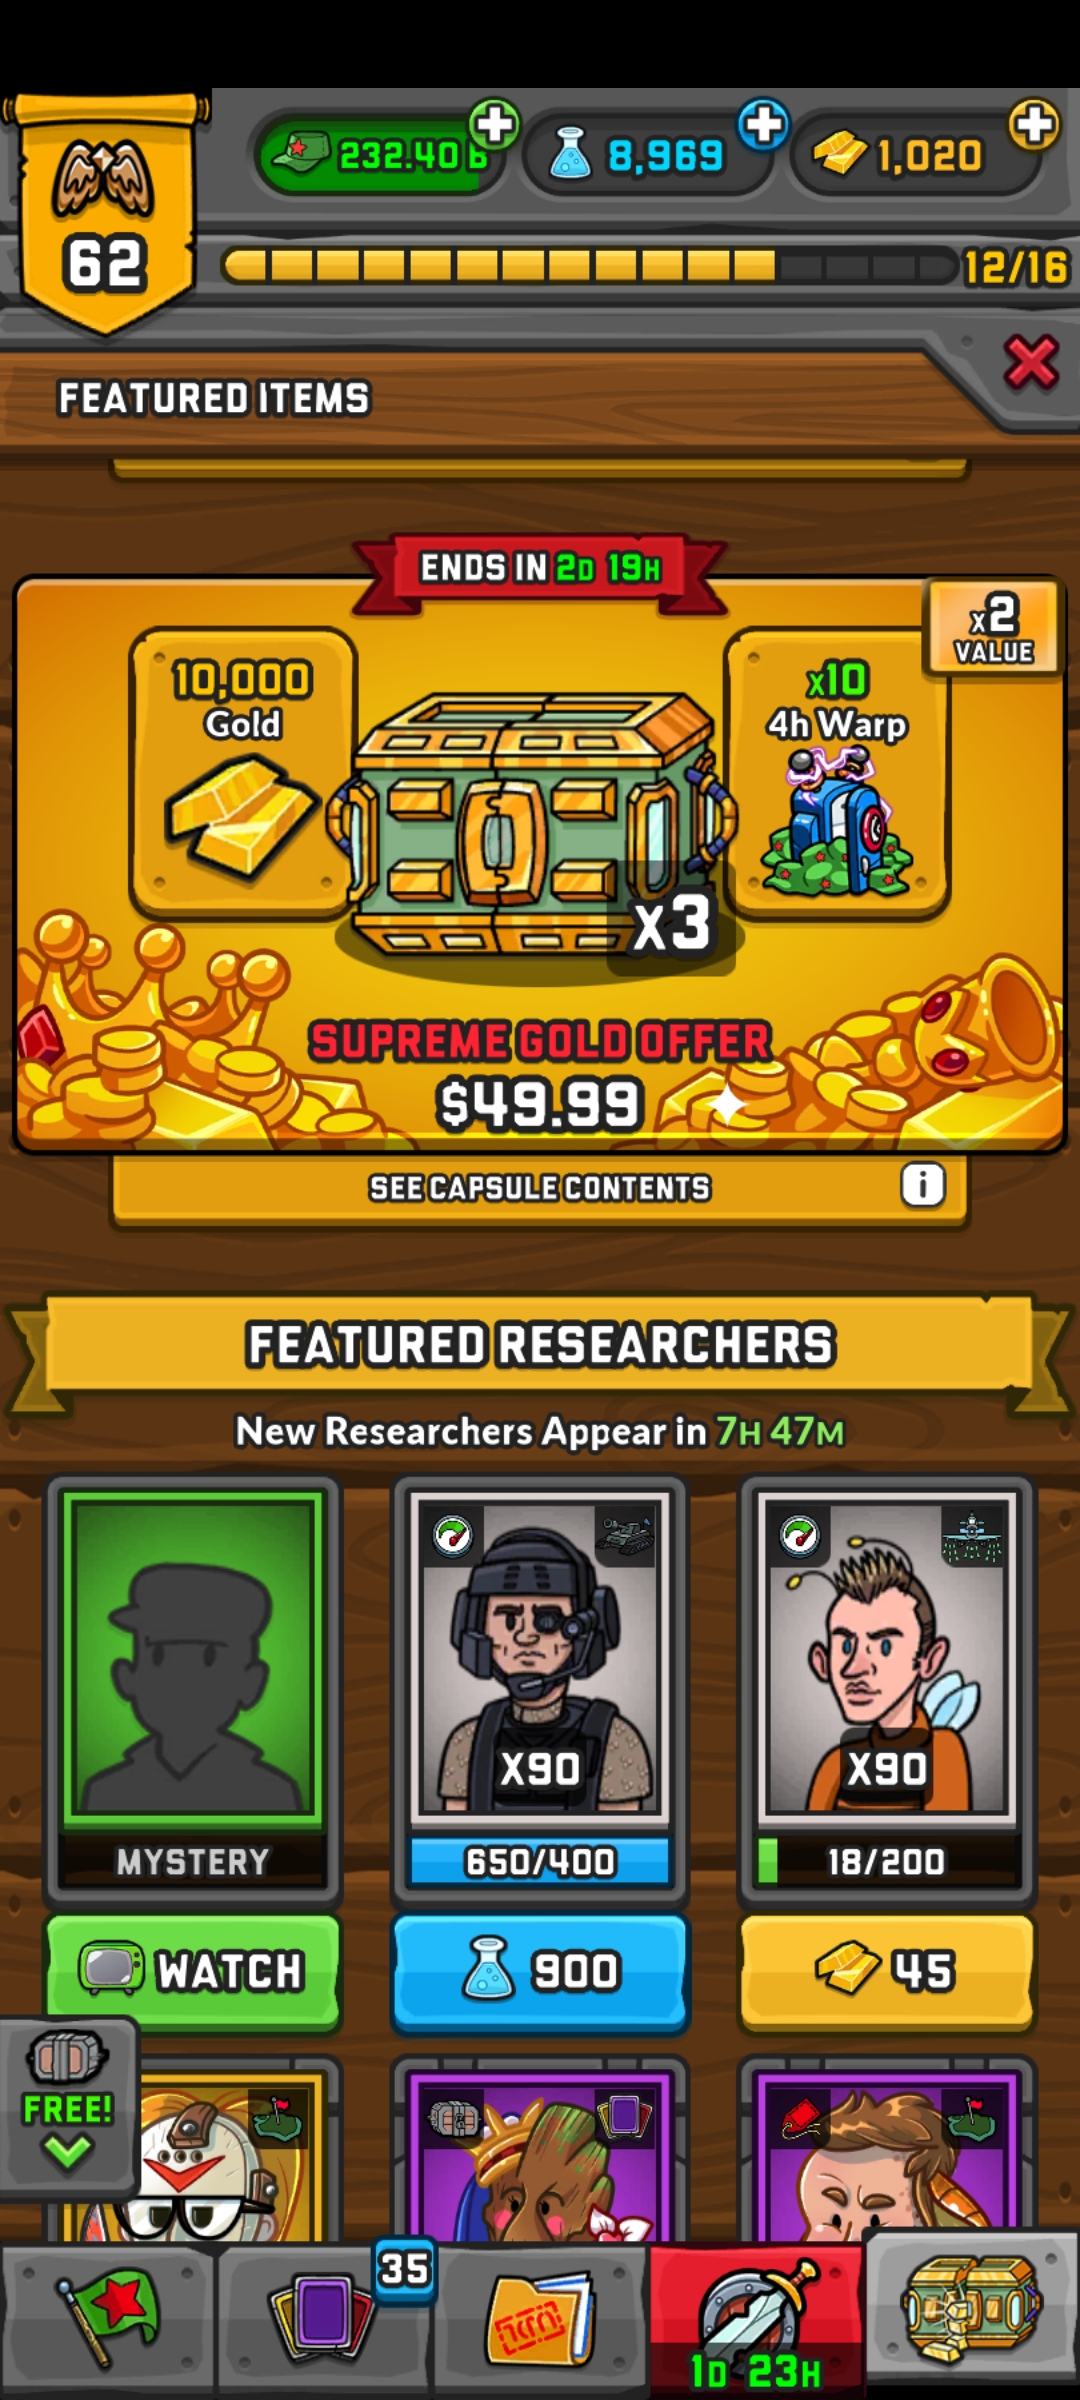 232.40 B
8,969
1,020
62
12/16
FEATURED ITEMS
ENDS IN 2D 19H
x2
VALUE
10,000
Gold
x10
4h Warp
x3
SUPREME GOLD OFFER
$49.99
SEE CAPSULE CONTENTS
i
FEATURED RESEARCHERS
New Researchers Appear in 7H 47M
X90
X90
MYSTERY
650/400
18/200
WATCH
900
45
FREE!
35
1D 23H